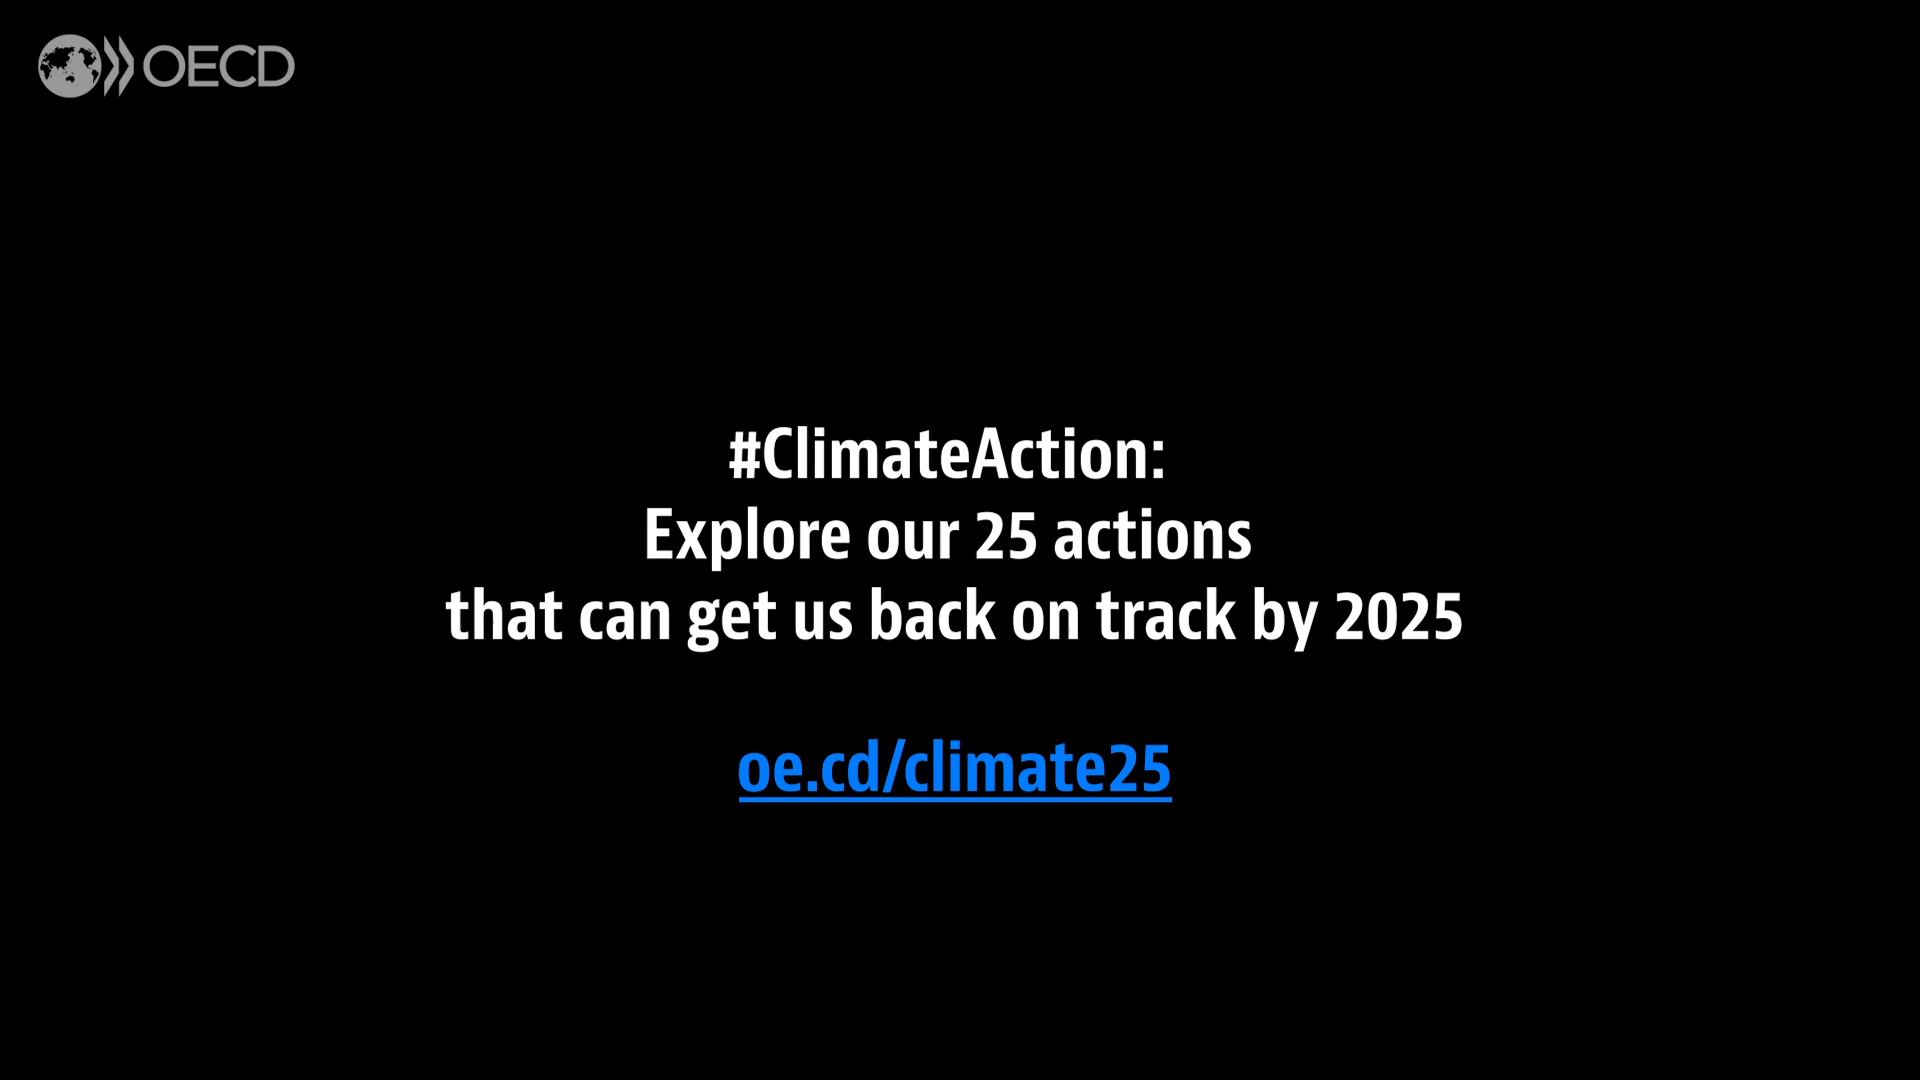 OECD
#ClimateAction:
Explore our 25 actions
that can get us back on track by 2025
oe.cd/climate25